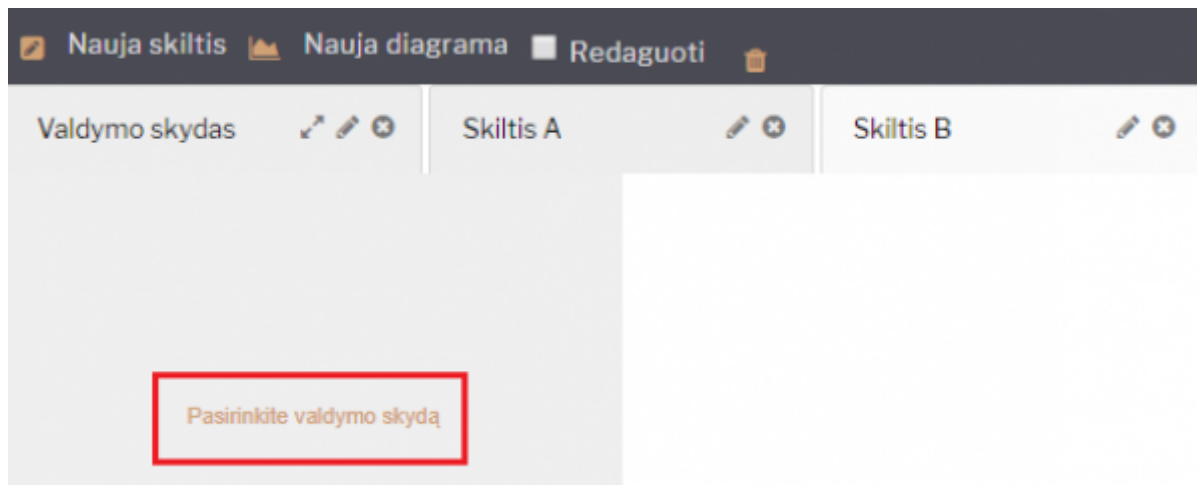 Nauja skiltis Nauja diagrama Redaguoti
Valdymo skydas Skiltis A Skiltis B
Pasirinkite valdymo skydą